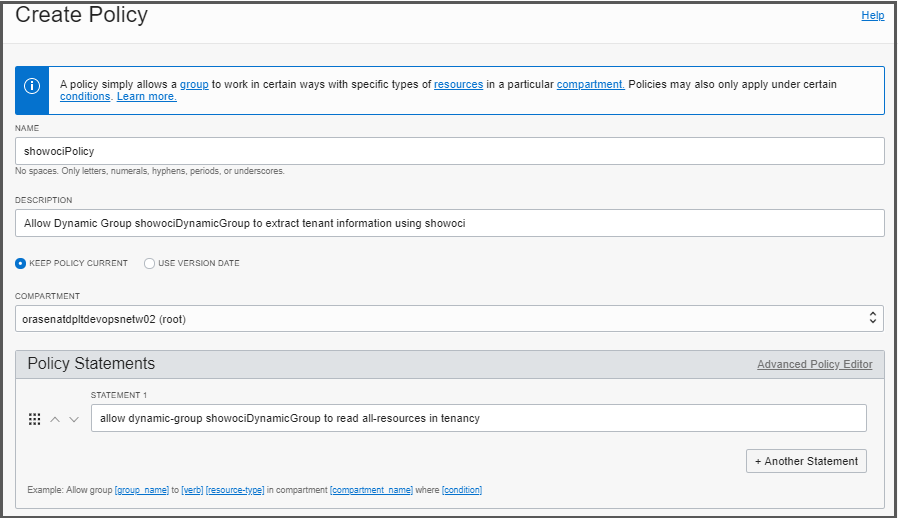 Create Policy
Help
A policy simply allows a group to work in certain ways with specific types of resources in a particular compartment. Policies may also only apply under certain
conditions. Learn more.
NAME
showociPolicy
No spaces. Only letters, numerals, hyphens, periods, or underscores.
DESCRIPTION
Allow Dynamic Group showociDynamicGroup to extract tenant information using showoci
KEEP POLICY CURRENT
USE VERSION DATE
COMPARTMENT
orasenatdpltdevopsnetw02 (root)
Policy Statements
Advanced Policy Editor
STATEMENT 1
allow dynamic-group showociDynamicGroup to read all-resources in tenancy
+ Another Statement
Example: Allow group [group_name] to [verb] [resource-type] in compartment [compartment_name] where [condition]